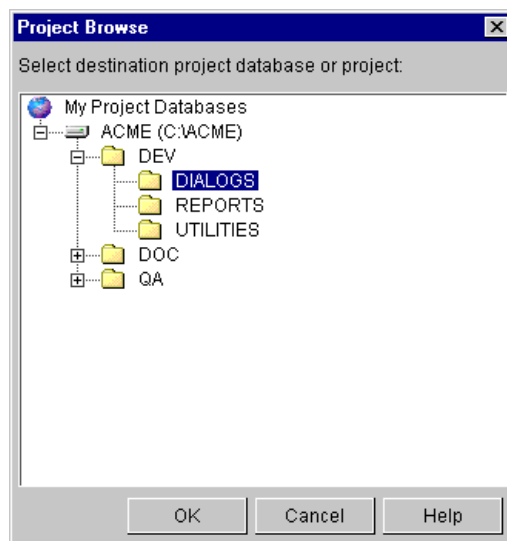 Project Browse
Select destination project database or project:
My Project Databases
ACME (C:\ACME)
DEV
DIALOGS
REPORTS
UTILITIES
DOC
QA
OK Cancel Help